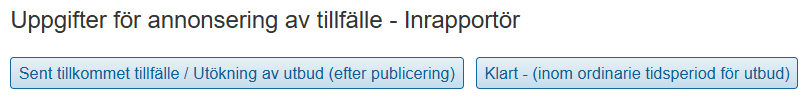 Uppgifter för annonsering av tillfälle - Inrapportör
Sent tillkommet tillfälle / Utökning av utbud (efter publicering) Klart - (inom ordinarie tidsperiod för utbud)